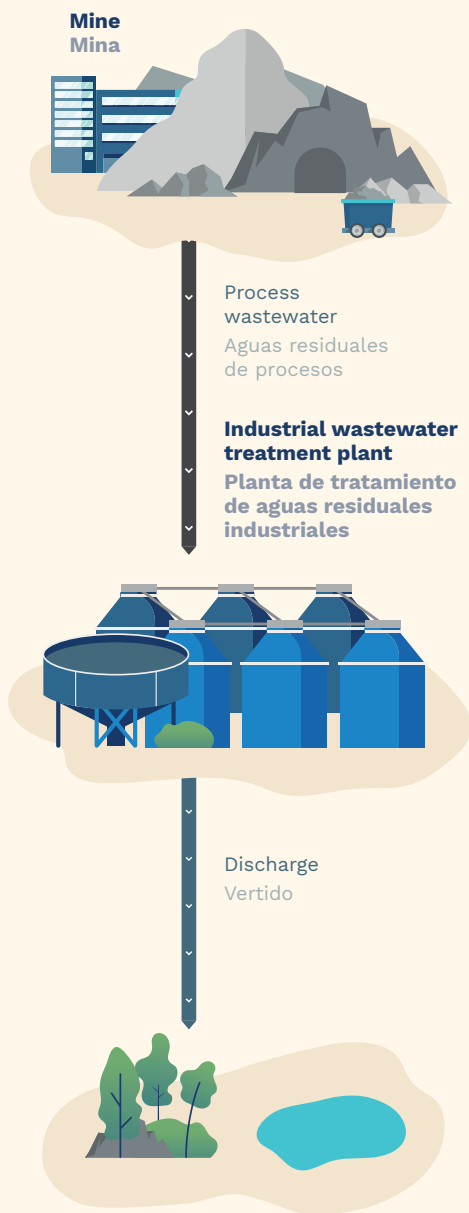 Mine
Mina
Process
wastewater
Aguas residuales
de procesos
Industrial wastewater
treatment plant
Planta de tratamiento
de aguas residuales
industriales
Discharge
Vertido